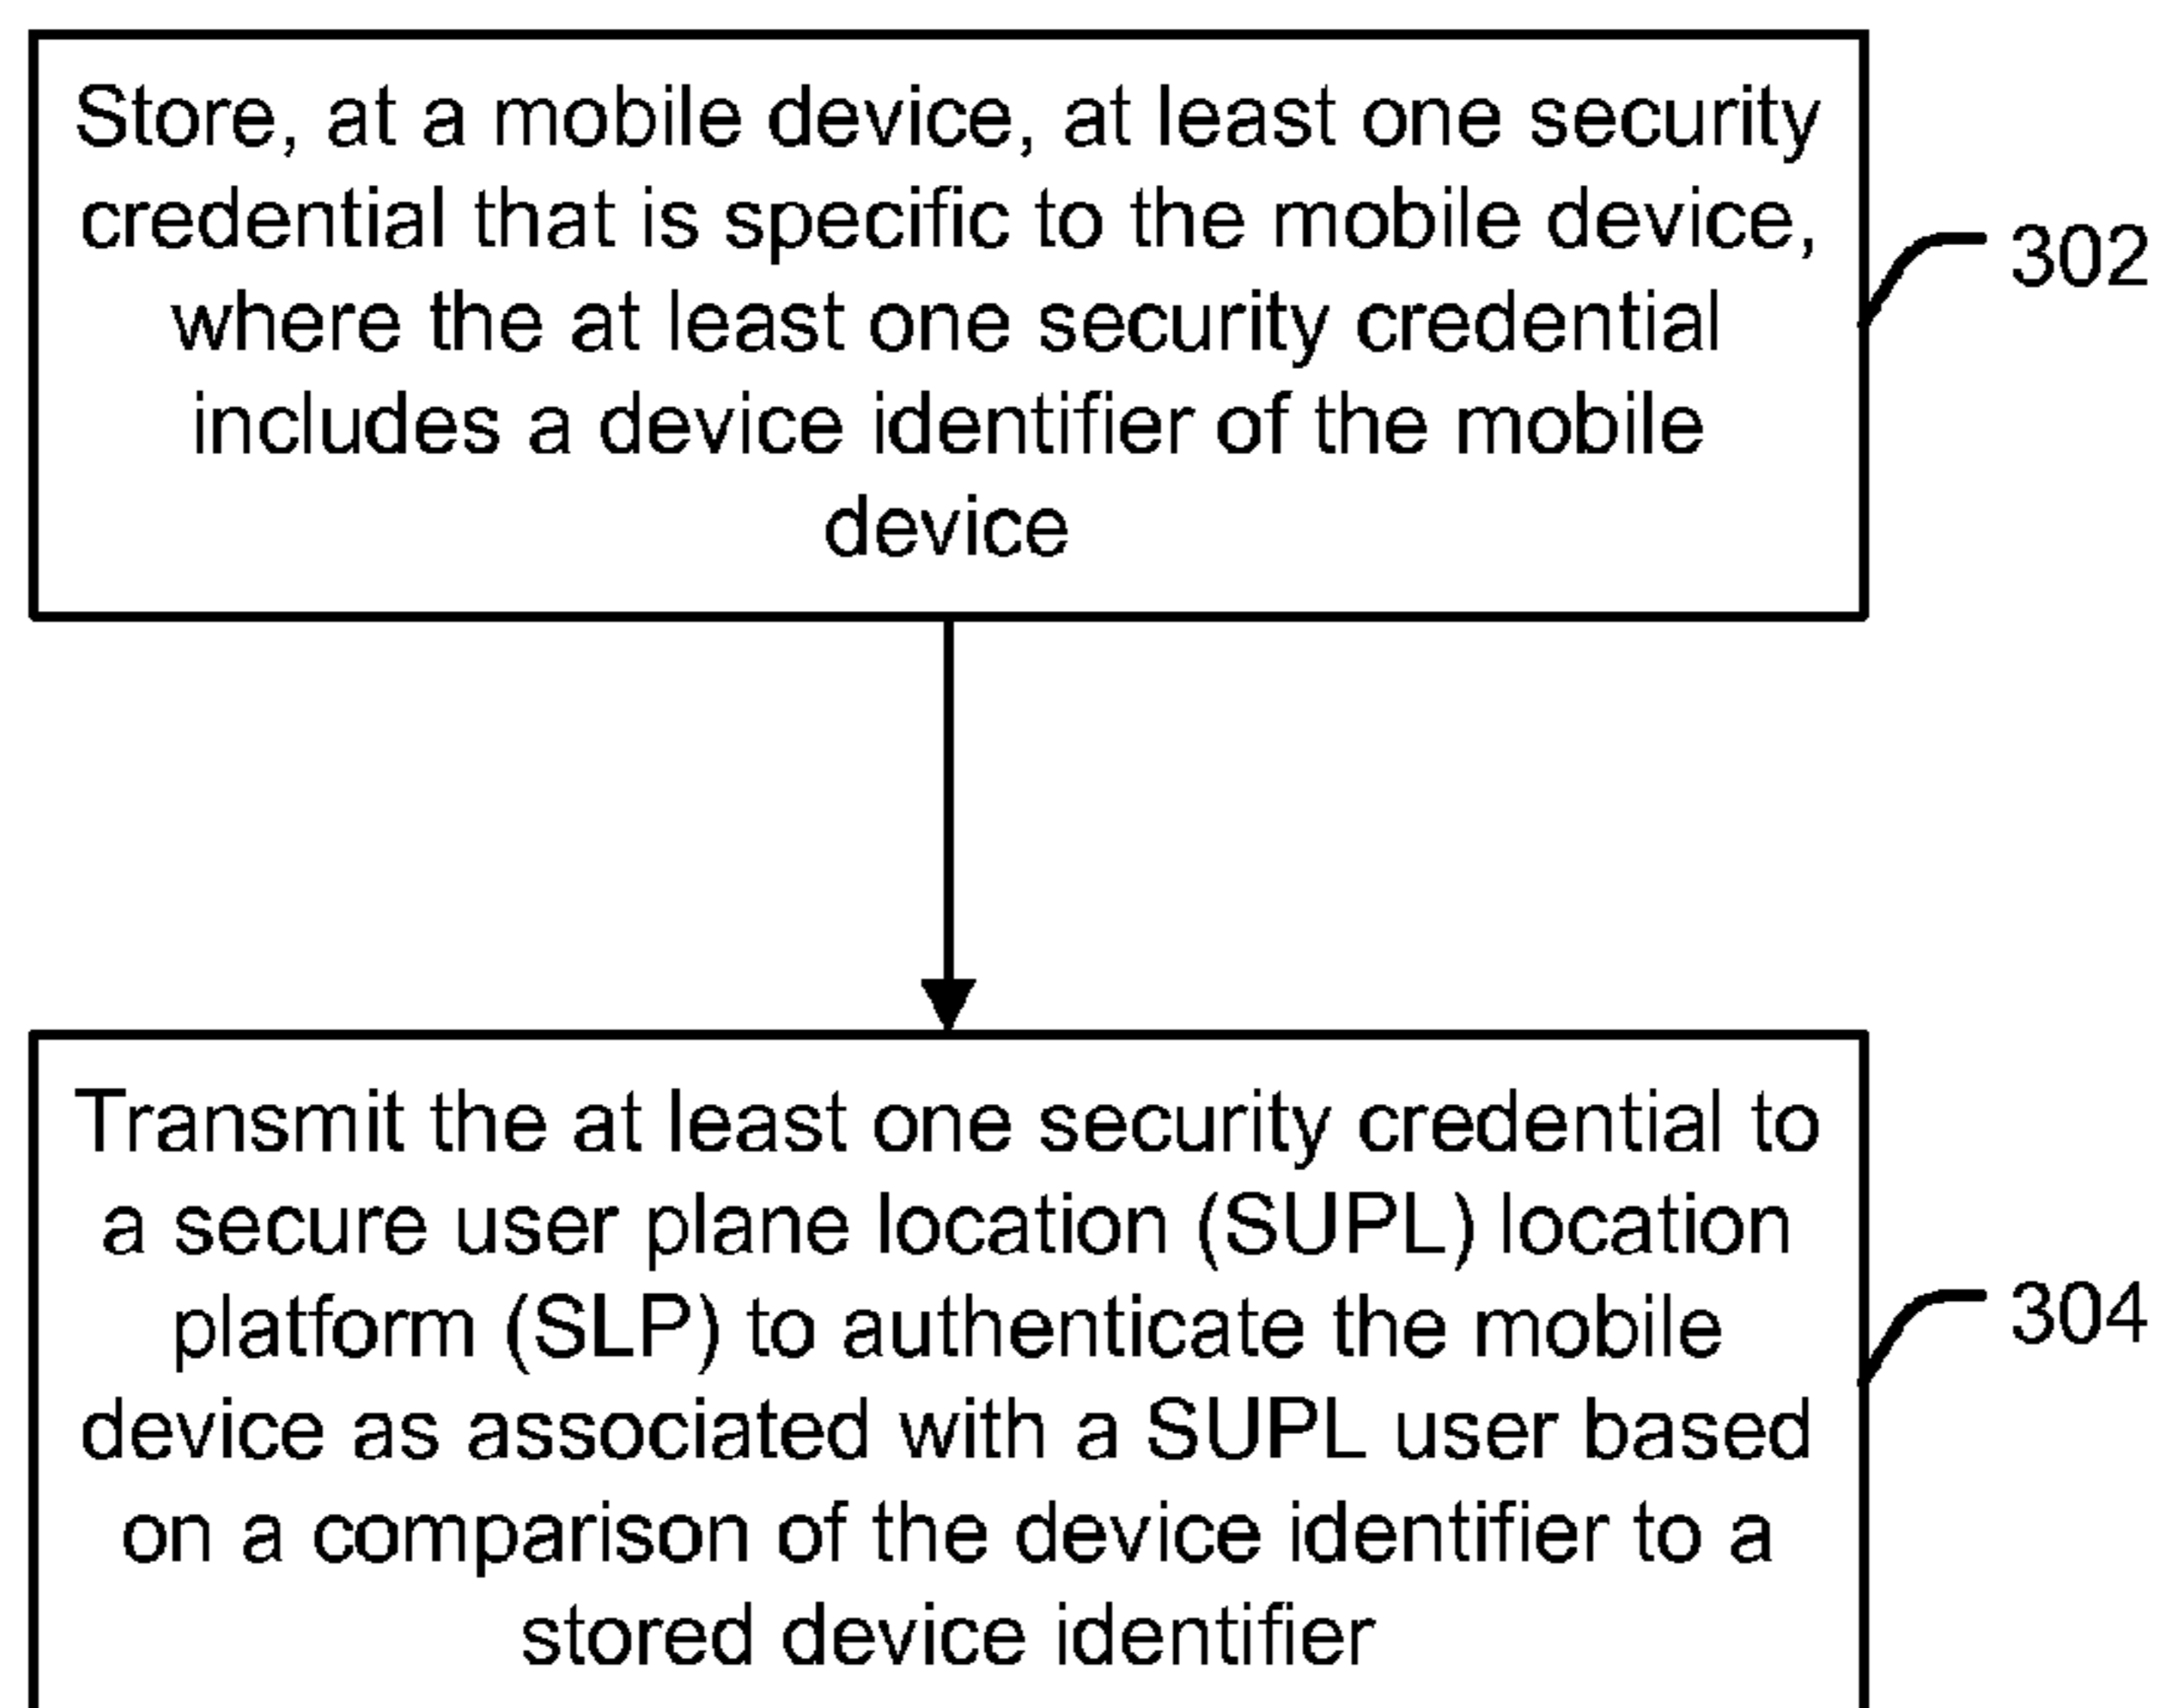 Store, at a mobile device, at least one security
credential that is specific to the mobile device,
where the at least one security credential
includes a device identifier of the mobile
device
302
Transmit the at least one security credential to
a secure user plane location (SUPL) location
platform (SLP) to authenticate the mobile
device as associated with a SUPL user based
on a comparison of the device identifier to a
stored device identifier
304